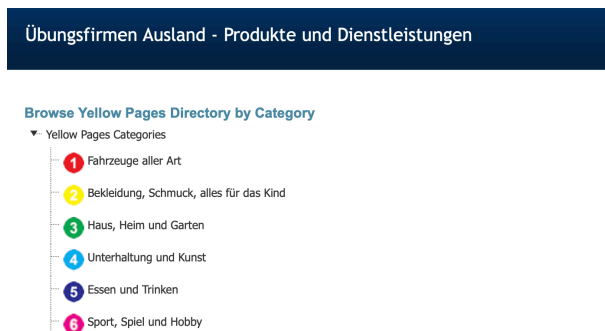 Übungsfirmen Ausland - Produkte und Dienstleistungen
Browse Yellow Pages Directory by Category
Yellow Pages Categories
1 Fahrzeuge aller Art
2 Bekleidung, Schmuck, alles für das Kind
3 Haus, Heim und Garten
4 Unterhaltung und Kunst
5 Essen und Trinken
6 Sport, Spiel und Hobby